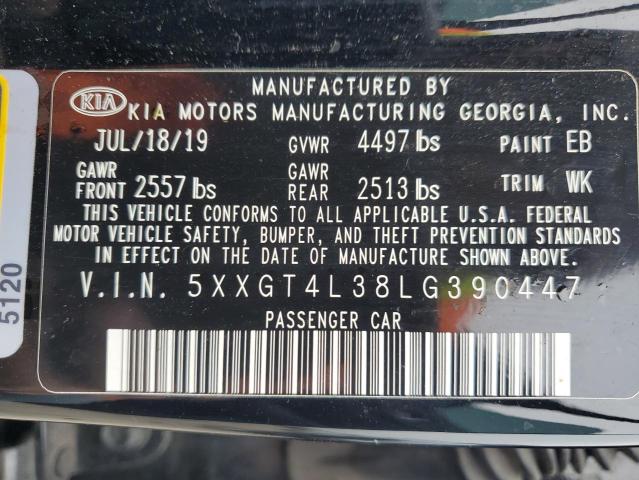 MANUFACTURED BY
KIA KIA MOTORS MANUFACTURING GEORGIA, INC.
JUL/18/19 GVWR 4497 lbs PAINT EB
GAWR FRONT 2557 lbs GAWR REAR 2513 lbs TRIM WK
THIS VEHICLE CONFORMS TO ALL APPLICABLE U.S.A. FEDERAL
MOTOR VEHICLE SAFETY, BUMPER, AND THEFT PREVENTION STANDARDS
IN EFFECT ON THE DATE OF MANUFACTURE SHOWN ABOVE.
V.I.N. 5XXGT4L38LG390447
PASSENGER CAR
5120